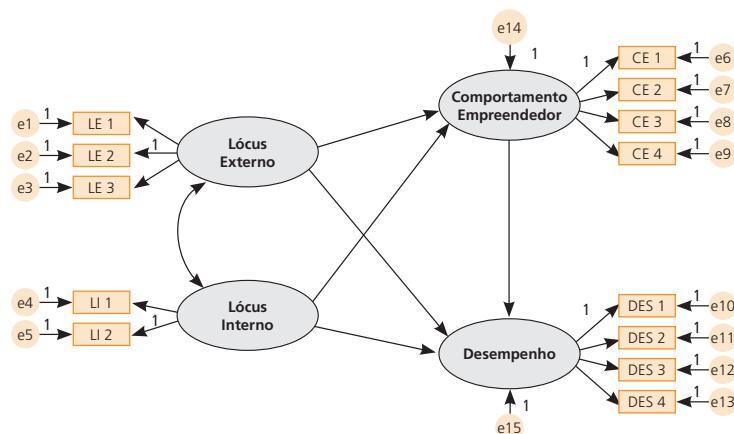 e14
1
1
CE 1
1
e6
CE 2
1
e7
CE 3
1
e8
CE 4
1
e9
Comportamento
Empreendedor
e1
1
LE 1
e2
1
LE 2
1
e3
1
LE 3
Lócus
Externo
e4
1
LI 1
e5
1
LI 2
1
Lócus
Interno
Desempenho
1
DES 1
1
e10
DES 2
1
e11
DES 3
1
e12
DES 4
1
e13
1
e15